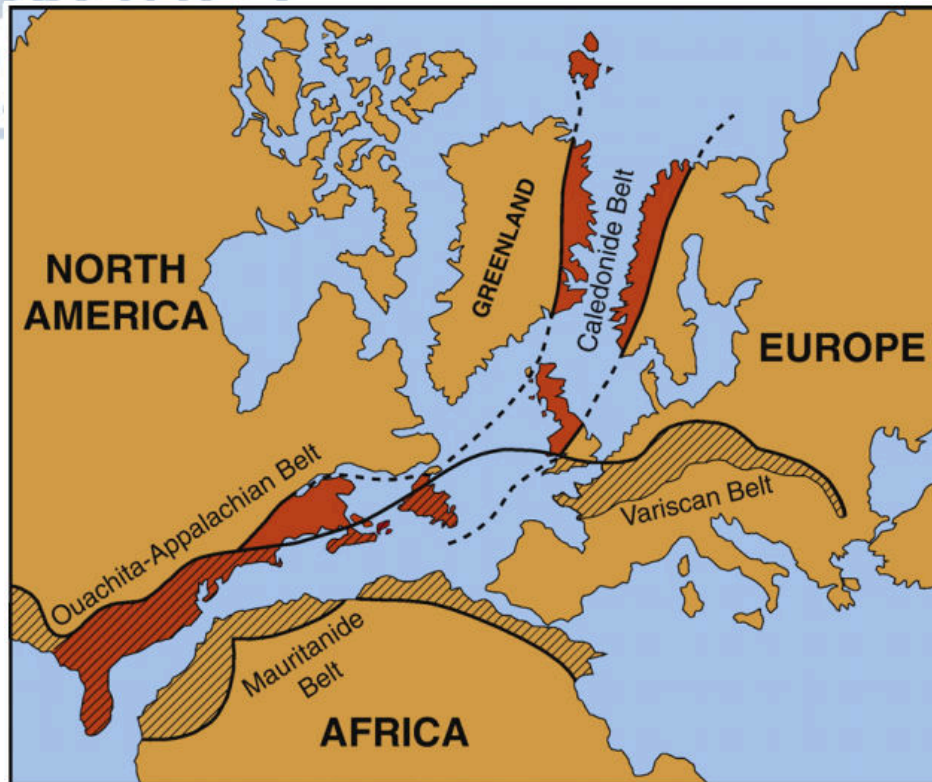 GREENLAND
Caledonide Belt
NORTH
AMERICA
EUROPE
Ouachita-Appalachian Belt
Variscan Belt
Mauritanide
Belt
AFRICA